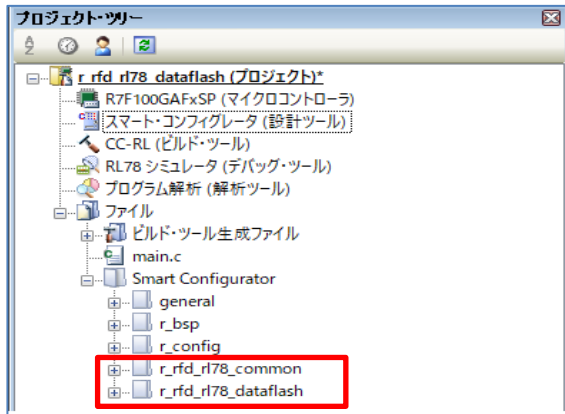 プロジェクト・ツリー
r_rfd_rl78_dataflash (プロジェクト)*
R7F100GAFxSP (マイクロコントローラ)
スマート・コンフィグレータ (設計ツール)
CC-RL (ビルド・ツール)
RL78 シミュレータ (デバッグ・ツール)
プログラム解析 (解析ツール)
ファイル
ビルド・ツール生成ファイル
main.c
Smart Configurator
general
r_bsp
r_config
r_rfd_rl78_common
r_rfd_rl78_dataflash